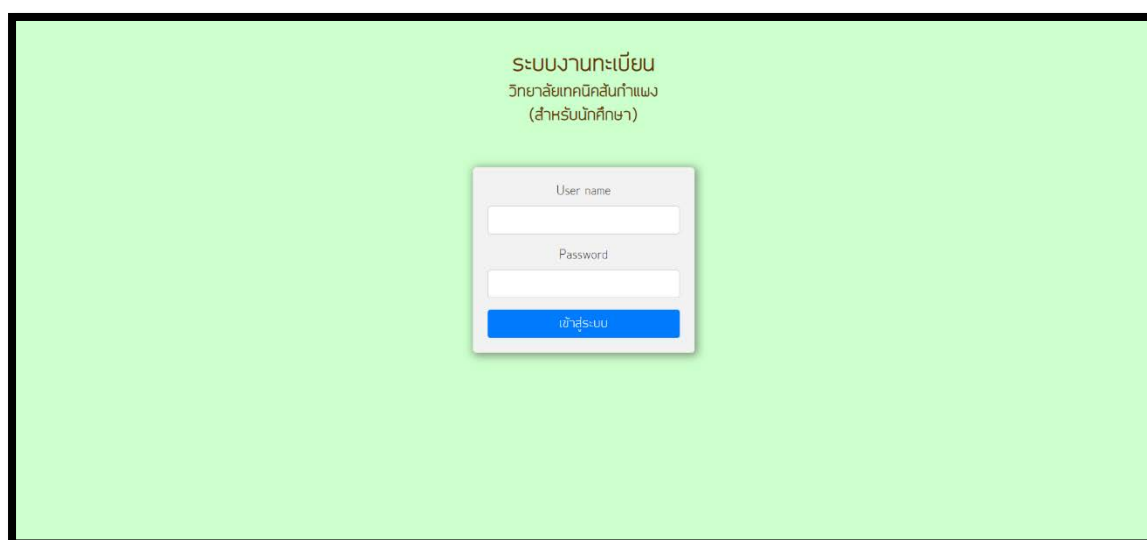 ระบบงานทะเบียน
วิทยาลัยเทคนิคสันกำแพง
(สำหรับนักศึกษา)
User name
Password
เข้าสู่ระบบ